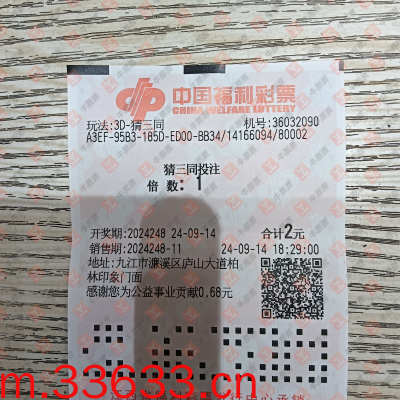 中国福利彩票
CHINA WELFARE LOTTERY
玩法:3D-猜三同 机号:36032090
A3EF-95B3-185D-ED00-BB34/14166094/80002
猜三同投注
倍 数: 1
开奖期:2024248 24-09-14 合计2元
销售期:2024248-11 24-09-14 18:29:00
地址:九江市濂溪区庐山大道柏
林印象门面
感谢您为公益事业贡献0.68元
m.33633.cn